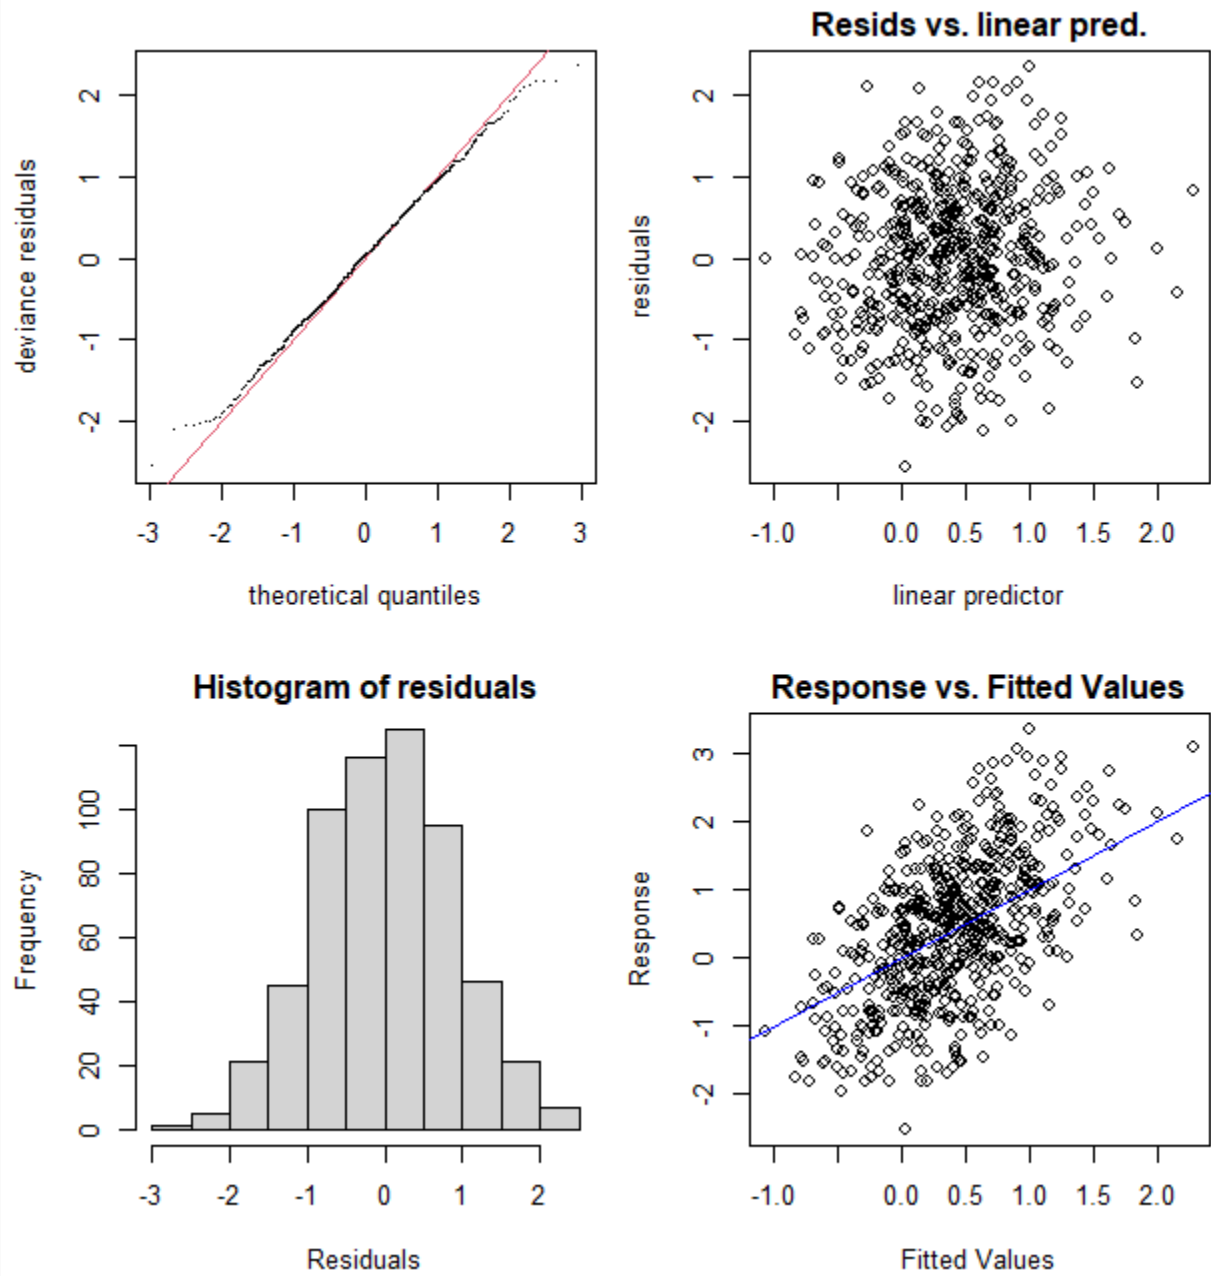 2
1
0
-1
-2
deviance residuals
-3 -2 -1 0 1 2 3
theoretical quantiles
Resids vs. linear pred.
2
1
0
-1
-2
residuals
-1.0 0.0 0.5 1.0 1.5 2.0
linear predictor
Histogram of residuals
100
80
60
40
20
0
Frequency
-3 -2 -1 0 1 2
Residuals
Response vs. Fitted Values
3
2
1
0
-1
-2
Response
-1.0 0.0 0.5 1.0 1.5 2.0
Fitted Values